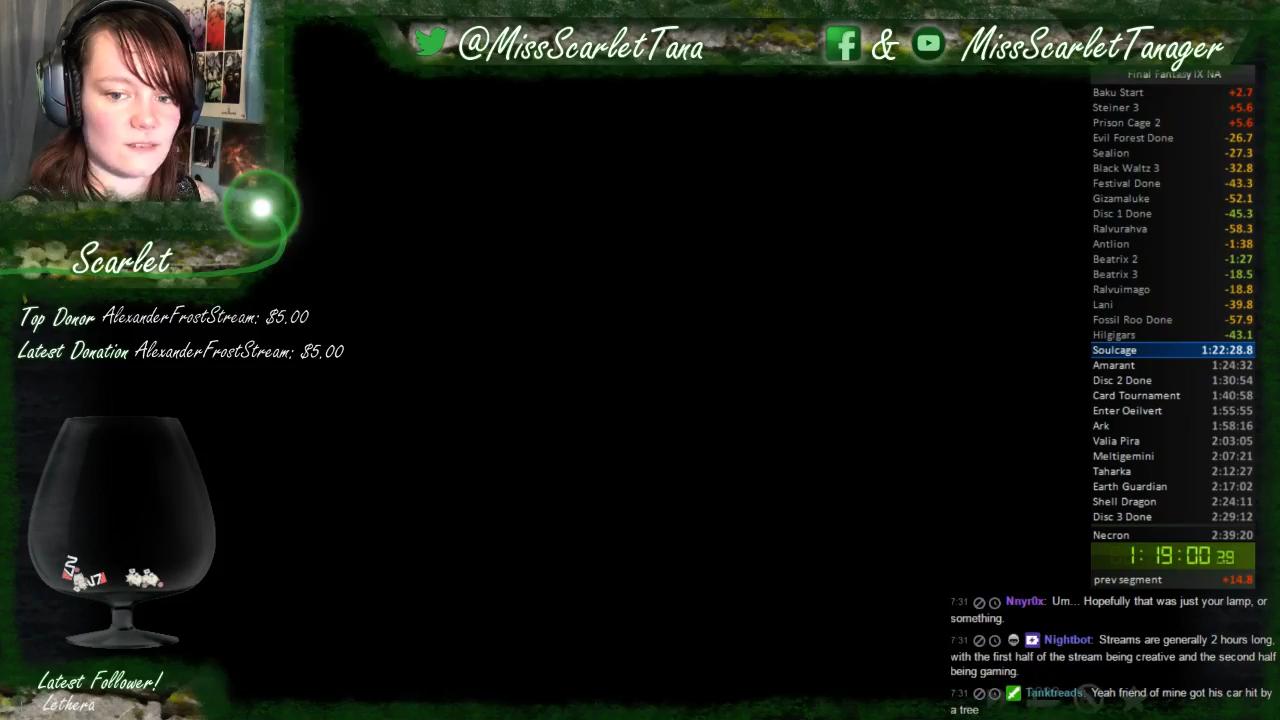 @MissScarletTana
f & MissScarletTanager
Final Fantasy IX NA
Baku Start +2.7
Steiner 3 +5.6
Prison Cage 2 +5.6
Evil Forest Done -26.7
Sealion -27.3
Black Waltz 3 -32.8
Festival Done -43.3
Gizamaluke -52.1
Disc 1 Done -45.3
Ralvurahva -58.3
Antlion -1:38
Beatrix 2 -1:27
Beatrix 3 -18.5
Ralvuimago -18.8
Lani -39.8
Fossil Roo Done -57.9
Hilgigars -43.1
Soulcage 1:22:28.8
Amarant 1:24:32
Disc 2 Done 1:30:54
Card Tournament 1:40:58
Enter Oeilvert 1:55:55
Ark 1:58:16
Valia Pira 2:03:05
Meltigemini 2:07:21
Taharka 2:12:27
Earth Guardian 2:17:02
Shell Dragon 2:24:11
Disc 3 Done 2:29:12
Necron 2:39:20
1:19:00 39
prev segment +14.8
Scarlet
Top Donor AlexanderFrostStream: $5.00
Latest Donation AlexanderFrostStream: $5.00
Latest Follower!
Lethera
7:31 Nnyr0x: Um... Hopefully that was just your lamp, or
something.
7:31 Nightbot: Streams are generally 2 hours long,
with the first half of the stream being creative and the second half
being gaming.
7:31 Tanktreads: Yeah friend of mine got his car hit by
a tree